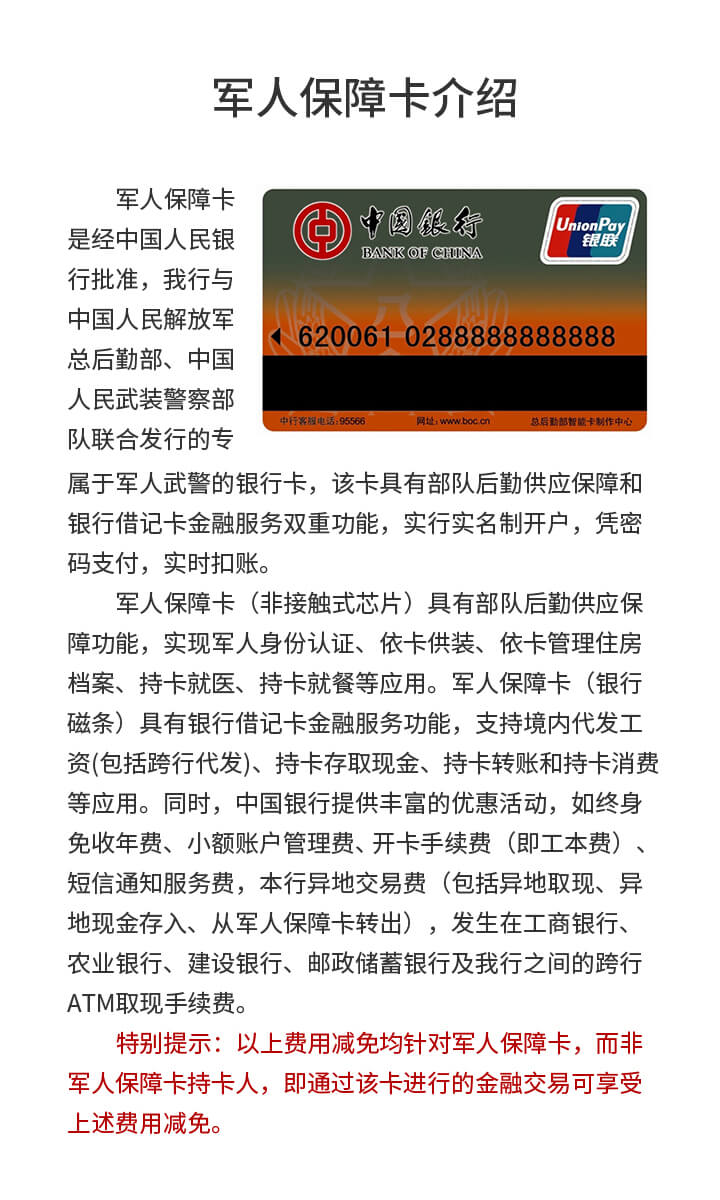 军人保障卡介绍
军人保障卡
是经中国人民银
行批准，我行与
中国人民解放军
总后勤部、中国
人民武装警察部
队联合发行的专
中国銀行
BANK OF CHINA
UnionPay
银联
620061 0288888888888
中行客服电话:95566
网址:www.boc.cn
总后勤部智能卡制作中心
属于军人武警的银行卡，该卡具有部队后勤供应保障和
银行借记卡金融服务双重功能，实行实名制开户，凭密
码支付，实时扣账。
军人保障卡（非接触式芯片）具有部队后勤供应保
障功能，实现军人身份认证、依卡供装、依卡管理住房
档案、持卡就医、持卡就餐等应用。军人保障卡（银行
磁条）具有银行借记卡金融服务功能，支持境内代发工
资(包括跨行代发)、持卡存取现金、持卡转账和持卡消费
等应用。同时，中国银行提供丰富的优惠活动，如终身
免收年费、小额账户管理费、开卡手续费（即工本费）、
短信通知服务费，本行异地交易费（包括异地取现、异
地现金存入、从军人保障卡转出），发生在工商银行、
农业银行、建设银行、邮政储蓄银行及我行之间的跨行
ATM取现手续费。
特别提示：以上费用减免均针对军人保障卡，而非
军人保障卡持卡人，即通过该卡进行的金融交易可享受
上述费用减免。